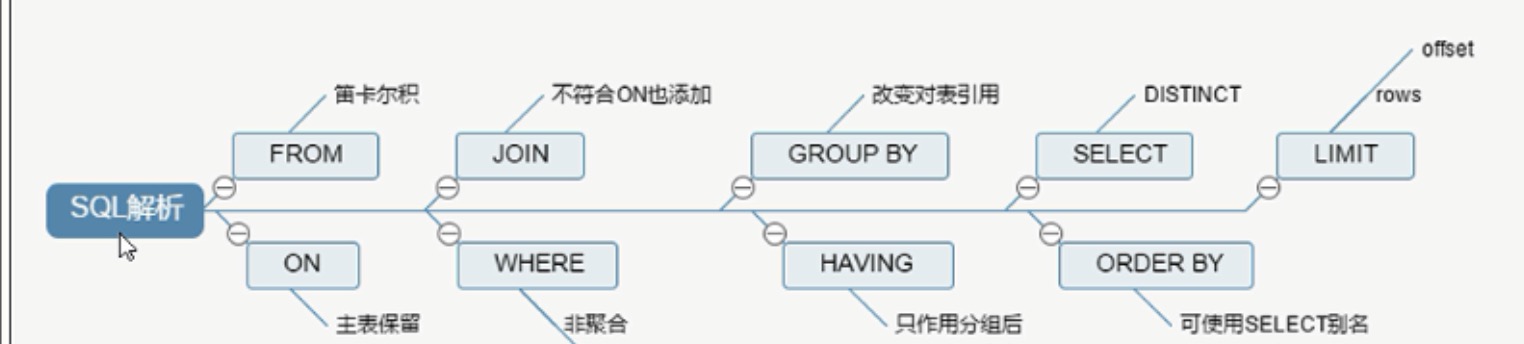 SQL解析
笛卡尔积
FROM
ON
主表保留
不符合ON也添加
JOIN
WHERE
非聚合
改变对表引用
GROUP BY
HAVING
只作用分组后
DISTINCT
SELECT
ORDER BY
可使用SELECT别名
offset
rows
LIMIT